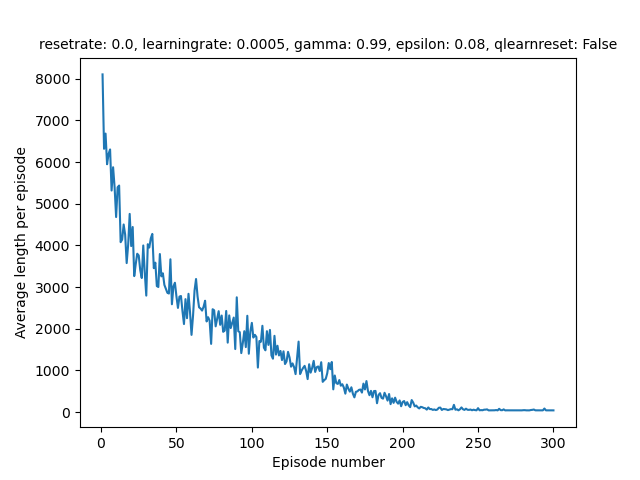 resetrate: 0.0, learningrate: 0.0005, gamma: 0.99, epsilon: 0.08, qlearnreset: False
8000
7000
6000
5000
4000
3000
2000
1000
0
Average length per episode
0 50 100 150 200 250 300
Episode number